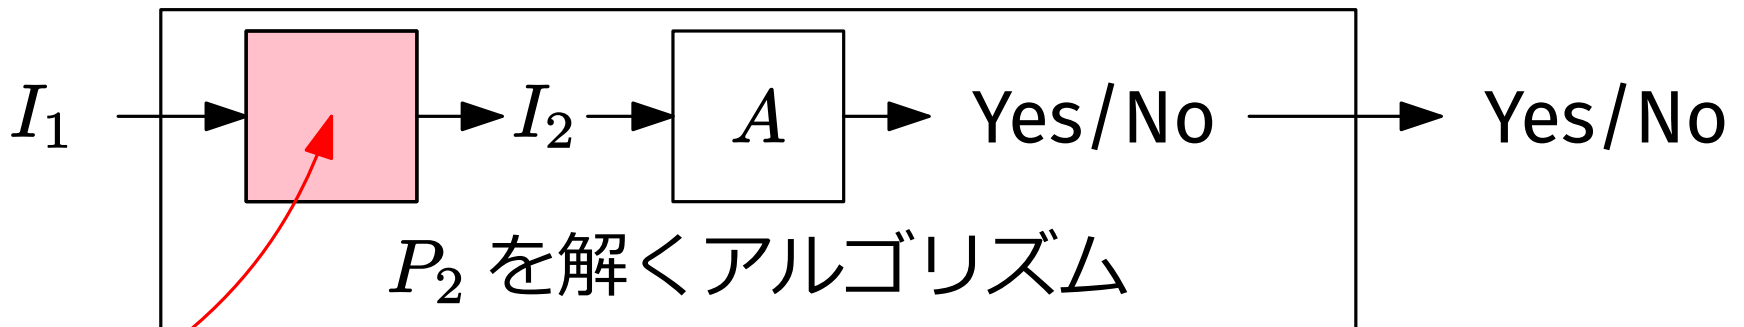 I₁ I₂ A Yes/No Yes/No
P₂ を解くアルゴリズム